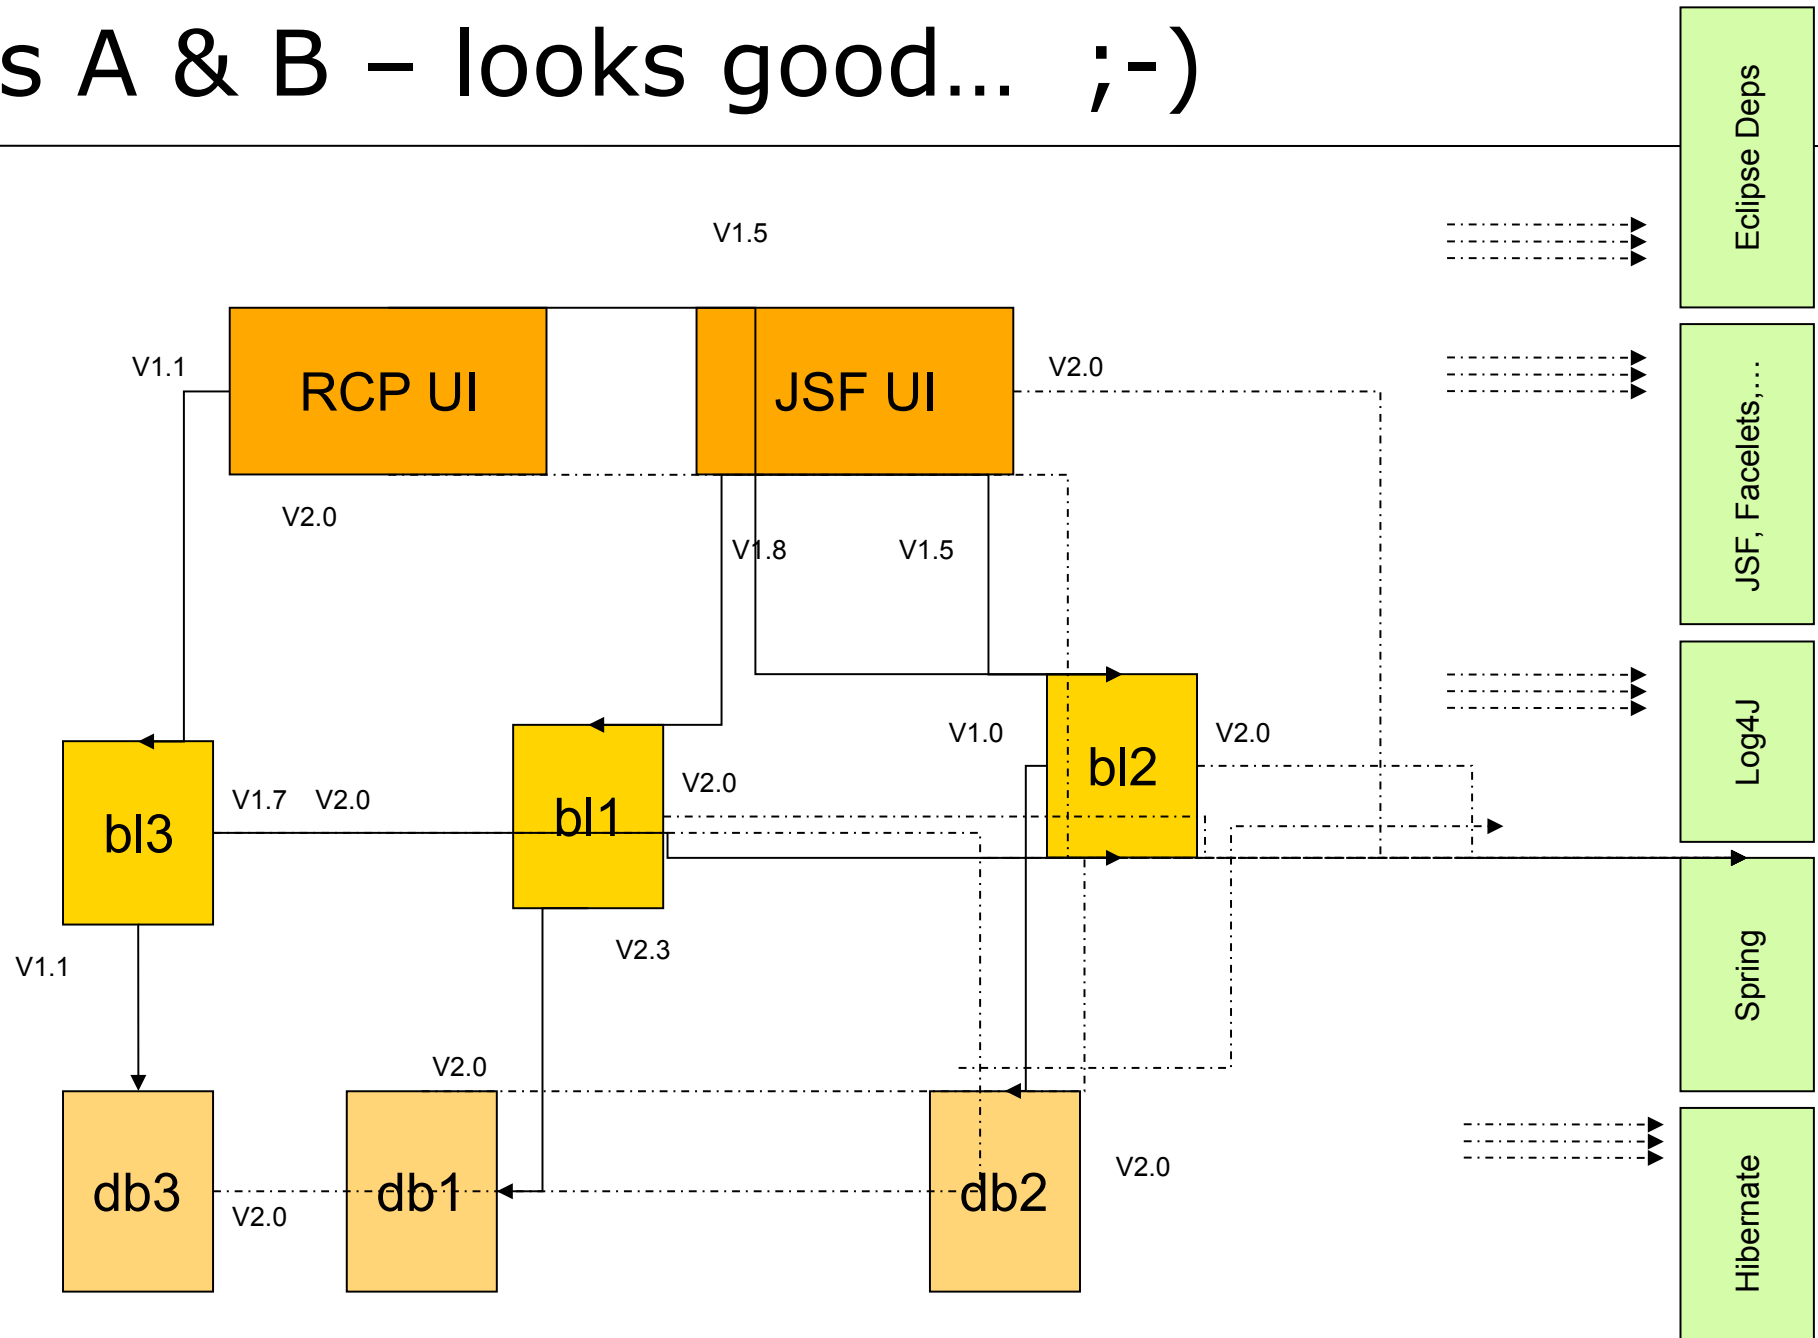 s A & B – looks good… ;-)
Eclipse Deps
V1.5
V1.1
RCP UI
JSF UI
V2.0
JSF, Facelets,…
V2.0
V1.8
V1.5
Log4J
V1.0
bl2
V2.0
bl3
V1.7
V2.0
bl1
V2.0
V2.3
V1.1
Spring
V2.0
db3
V2.0
db1
db2
V2.0
Hibernate